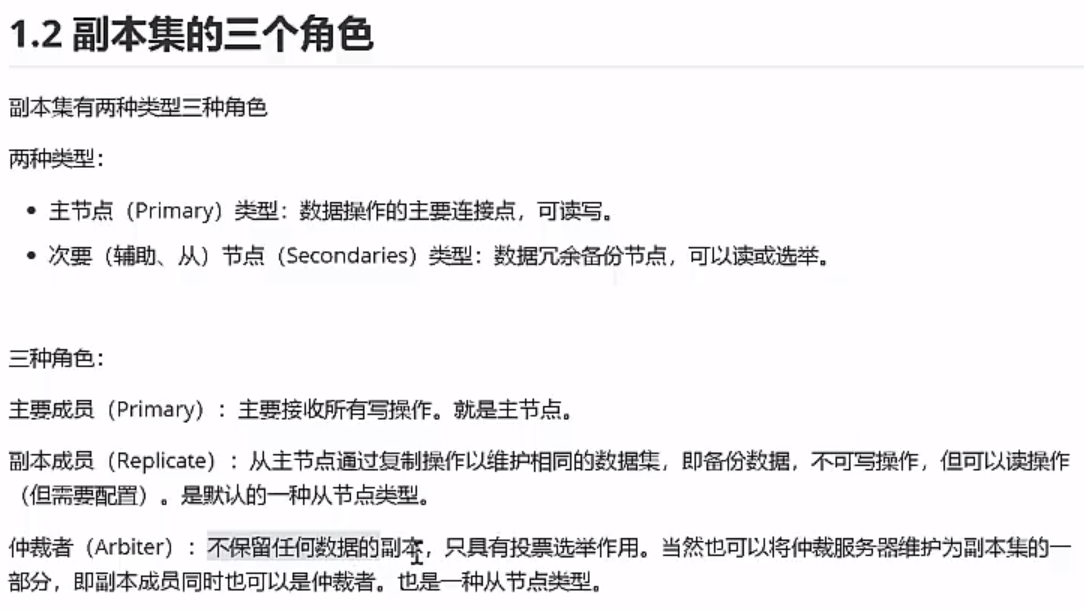 1.2 副本集的三个角色
副本集有两种类型三种角色
两种类型：
• 主节点（Primary）类型：数据操作的主要连接点，可读写。
• 次要（辅助、从）节点（Secondaries）类型：数据冗余备份节点，可以读或选举。
三种角色：
主要成员（Primary）：主要接收所有写操作。就是主节点。
副本成员（Replicate）：从主节点通过复制操作以维护相同的数据集，即备份数据，不可写操作，但可以读操作
（但需要配置）。是默认的一种从节点类型。
仲裁者（Arbiter）：不保留任何数据的副本，只具有投票选举作用。当然也可以将仲裁服务器维护为副本集的一
部分，即副本成员同时也可以是仲裁者。也是一种从节点类型。